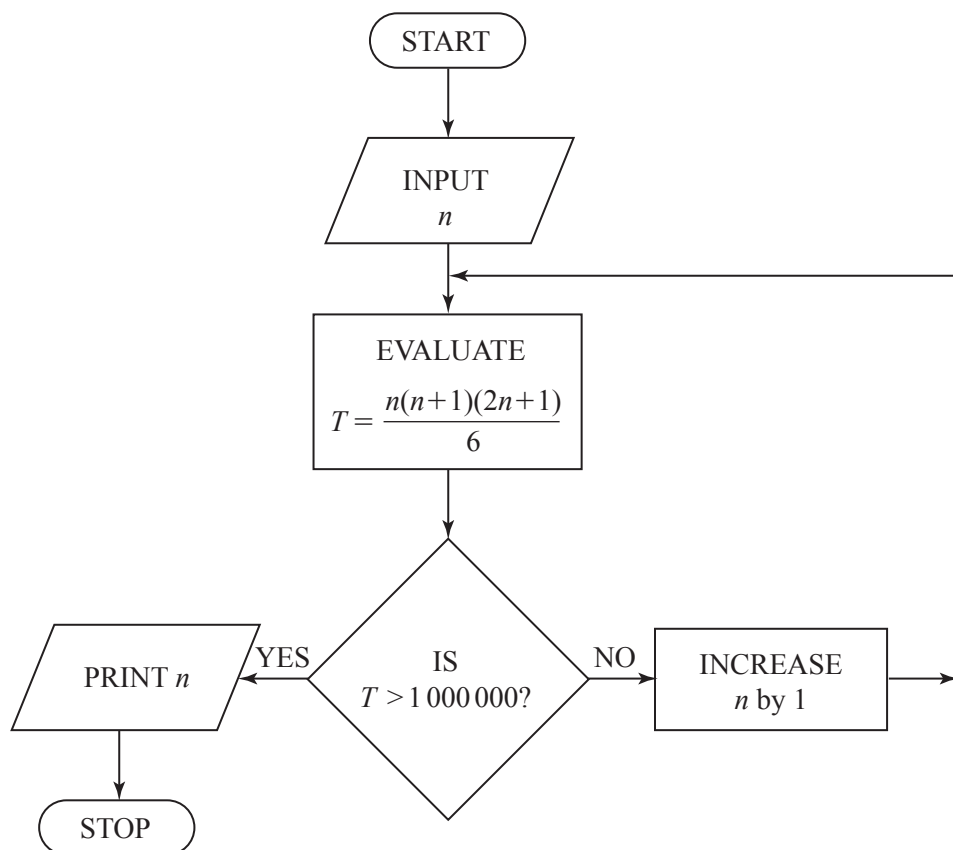 START
INPUT
n
EVALUATE
T = n(n+1)(2n+1)/6
IS
T > 1 000 000?
YES
NO
PRINT n
INCREASE
n by 1
STOP